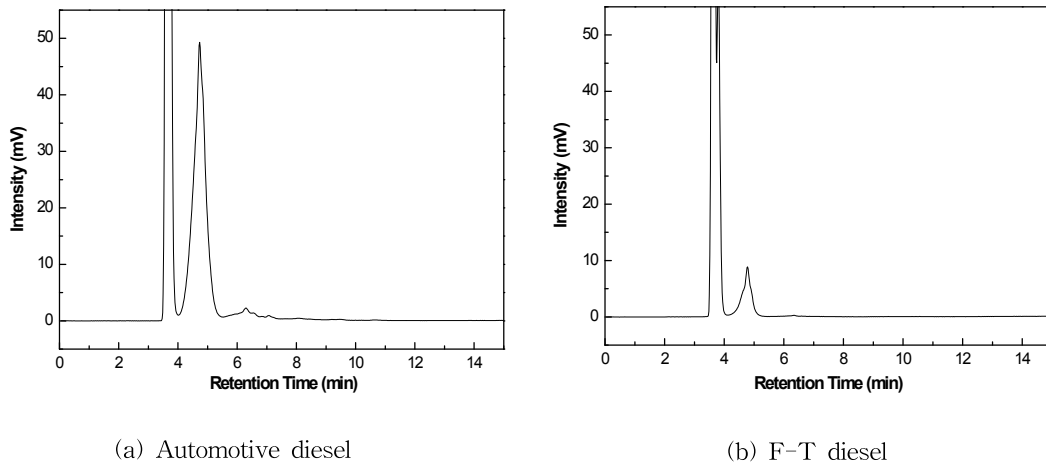 50
40
30
20
10
0
Intensity (mV)
0 2 4 6 8 10 12 14
Retention Time (min)
(a) Automotive diesel
50
40
30
20
10
0
Intensity (mV)
0 2 4 6 8 10 12 14
Retention Time (min)
(b) F-T diesel